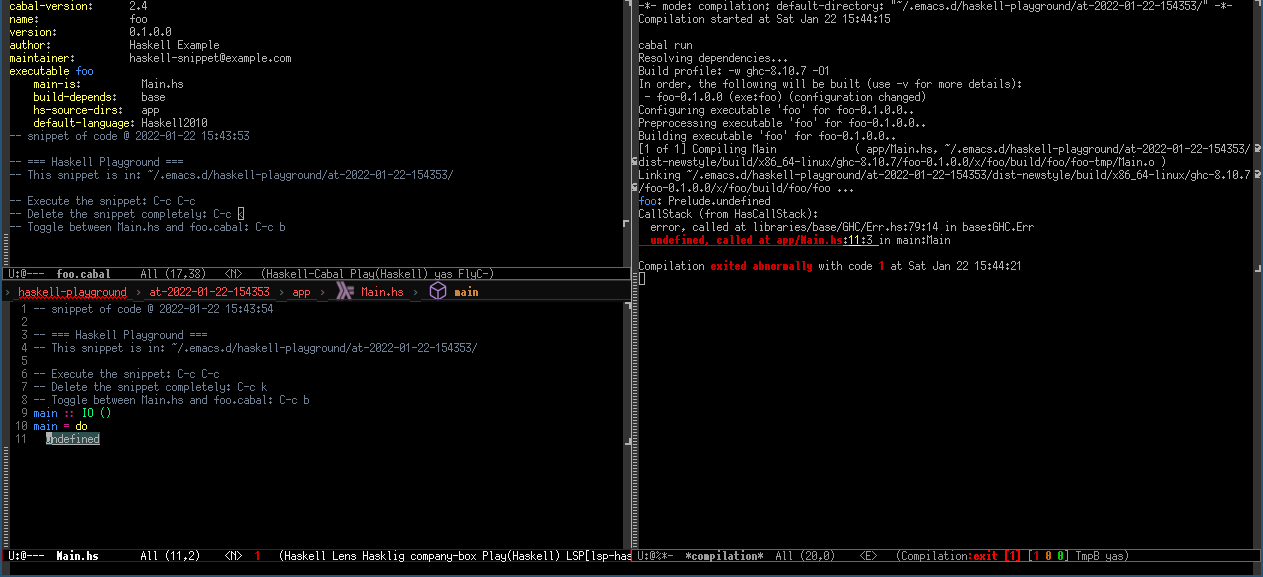 cabal-version:      2.4
name:               foo
version:            0.1.0.0
author:             Haskell Example
maintainer:         haskell-snippet@example.com
executable foo
    main-is:          Main.hs
    build-depends:    base
    hs-source-dirs:   app
    default-language: Haskell2010
-- snippet of code @ 2022-01-22 15:43:53
-- === Haskell Playground ===
-- This snippet is in: ~/.emacs.d/haskell-playground/at-2022-01-22-154353/
-- Execute the snippet: C-c C-c
-- Delete the snippet completely: C-c k
-- Toggle between Main.hs and foo.cabal: C-c b
U:@---  foo.cabal     All (17,38)   <N>   (Haskell-Cabal Play(Haskell) yas FlyC-)
› haskell-playground › at-2022-01-22-154353 › app › Main.hs › main
1 -- snippet of code @ 2022-01-22 15:43:54
2
3 -- === Haskell Playground ===
4 -- This snippet is in: ~/.emacs.d/haskell-playground/at-2022-01-22-154353/
5
6 -- Execute the snippet: C-c C-c
7 -- Delete the snippet completely: C-c k
8 -- Toggle between Main.hs and foo.cabal: C-c b
9 main :: IO ()
10 main = do
11   undefined
U:@---  Main.hs       All (11,2)    <N>  1   (Haskell Lens Hasklig company-box Play(Haskell) LSP[lsp-has
-*- mode: compilation; default-directory: "~/.emacs.d/haskell-playground/at-2022-01-22-154353/" -*-
Compilation started at Sat Jan 22 15:44:15
cabal run
Resolving dependencies...
Build profile: -w ghc-8.10.7 -O1
In order, the following will be built (use -v for more details):
 - foo-0.1.0.0 (exe:foo) (configuration changed)
Configuring executable 'foo' for foo-0.1.0.0..
Preprocessing executable 'foo' for foo-0.1.0.0..
Building executable 'foo' for foo-0.1.0.0..
[1 of 1] Compiling Main             ( app/Main.hs, ~/.emacs.d/haskell-playground/at-2022-01-22-154353/
dist-newstyle/build/x86_64-linux/ghc-8.10.7/foo-0.1.0.0/x/foo/build/foo/foo-tmp/Main.o )
Linking ~/.emacs.d/haskell-playground/at-2022-01-22-154353/dist-newstyle/build/x86_64-linux/ghc-8.10.7
/foo-0.1.0.0/x/foo/build/foo/foo ...
foo: Prelude.undefined
CallStack (from HasCallStack):
  error, called at libraries/base/GHC/Err.hs:79:14 in base:GHC.Err
  undefined, called at app/Main.hs:11:3 in main:Main
Compilation exited abnormally with code 1 at Sat Jan 22 15:44:21
U:@%*-  *compilation*  All (20,0)    <E>   (Compilation:exit [1] [1 0 0] TmpB yas)